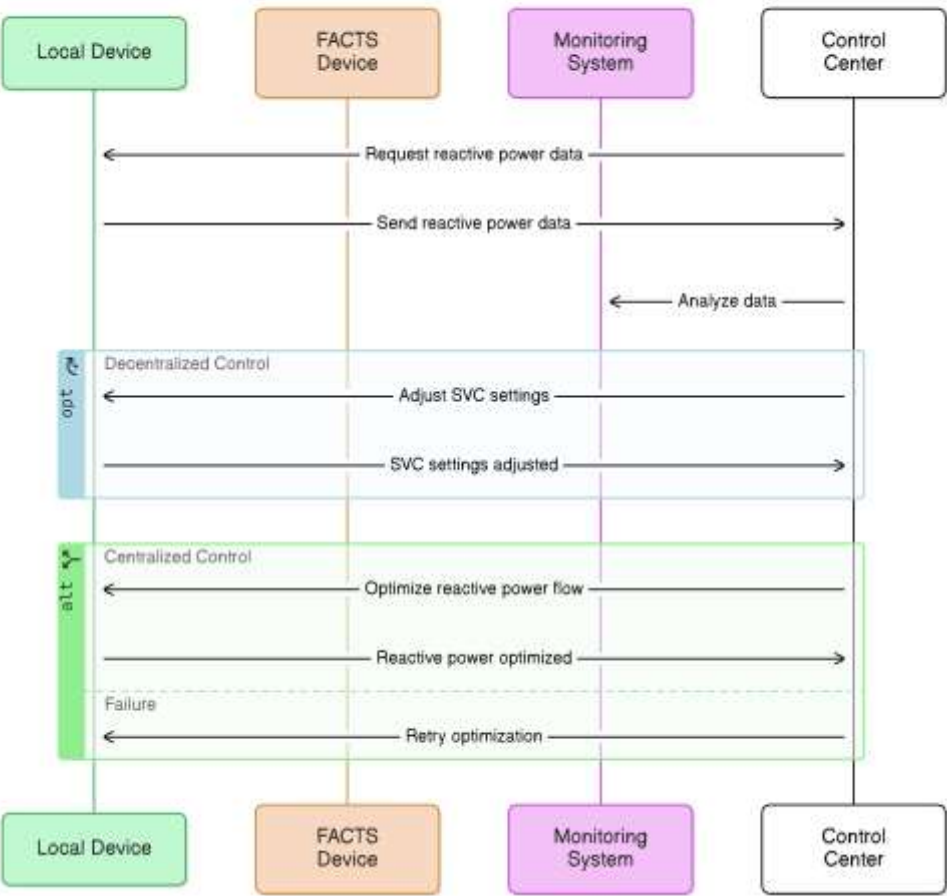 Local Device
FACTS
Device
Monitoring
System
Control
Center
Request reactive power data
Send reactive power data
Analyze data
opt
Decentralized Control
Adjust SVC settings
SVC settings adjusted
alt
Centralized Control
Optimize reactive power flow
Reactive power optimized
Failure
Retry optimization
Local Device
FACTS
Device
Monitoring
System
Control
Center